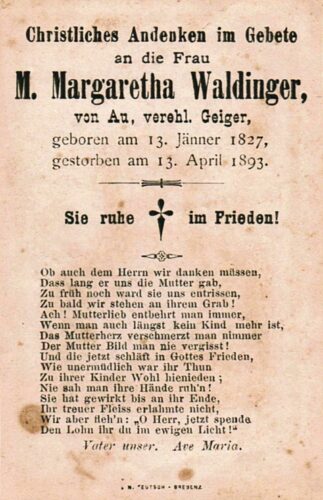 Christliches Andenken im Gebete
an die Frau
M. Margaretha Waldinger,
von Au, verehl. Geiger,
geboren am 13. Jänner 1827,
gestorben am 13. April 1893.
Sie ruhe im Frieden!
Ob auch dem Herrn wir danken müssen,
Dass lang er uns die Mutter gab,
Zu früh noch ward sie uns entrissen,
Zu bald wir stehen an ihrem Grab!
Ach! Mutterlieb entbehrt man immer,
Wenn man auch längst kein Kind mehr ist,
Das Mutterherz verschmerzt man nimmer
Der Mutter Bild man nie vergisst!
Und die jetzt schläft in Gottes Frieden,
Wie unermüdlich war ihr Thun
Zu ihrer Kinder Wohl hienieden;
Nie sah man ihre Hände ruh'n!
Sie hat gewirkt bis an ihr Ende,
Ihr treuer Fleiss erlahmte nicht,
Wir aber fleh'n: „O Herr, jetzt spende
Den Lohn ihr du im ewigen Licht!"
Vater unser. Ave Maria.
N. TEUTSCH - BREGENZ